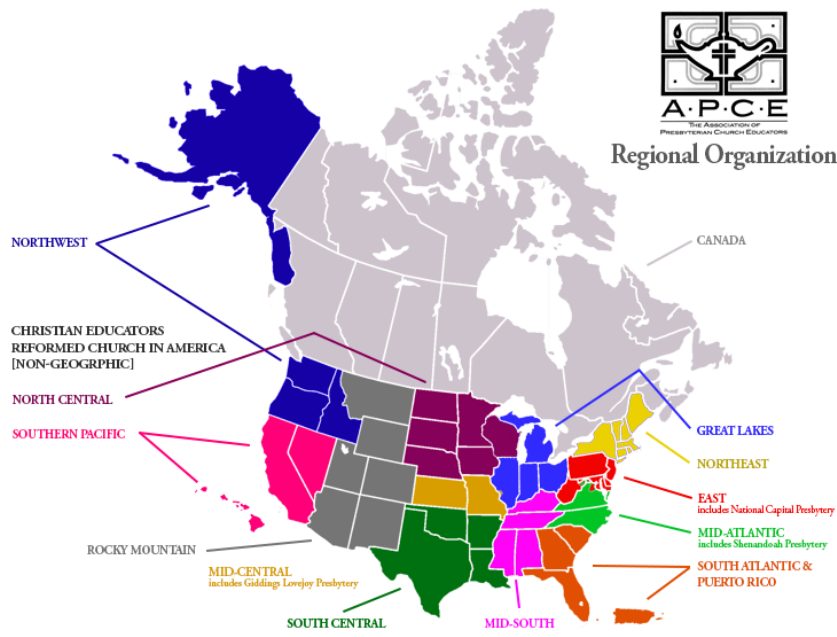 A·P·C·E
THE ASSOCIATION OF
PRESBYTERIAN CHURCH EDUCATORS
Regional Organization
NORTHWEST
CANADA
CHRISTIAN EDUCATORS
REFORMED CHURCH IN AMERICA
[NON-GEOGRPHIC]
NORTH CENTRAL
SOUTHERN PACIFIC
GREAT LAKES
NORTHEAST
EAST
includes National Capital Presbytery
MID-ATLANTIC
includes Shenandoah Presbytery
ROCKY MOUNTAIN
MID-CENTRAL
includes Giddings Lovejoy Presbytery
SOUTH ATLANTIC &
PUERTO RICO
SOUTH CENTRAL
MID-SOUTH